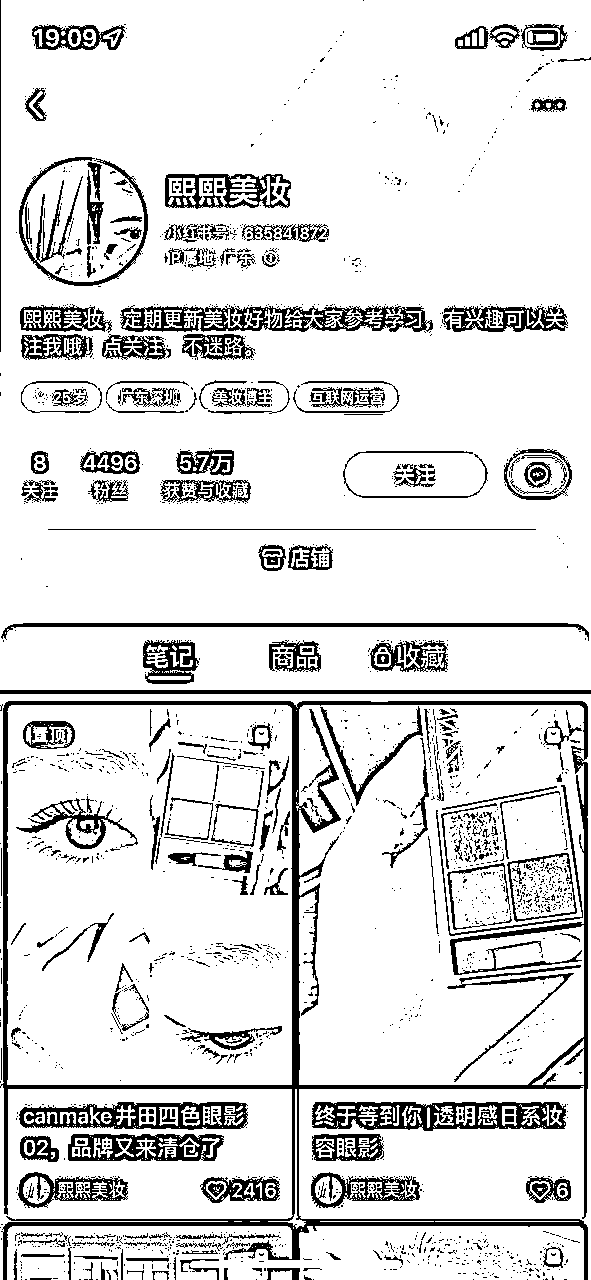 19:09
熙熙美妆
小红书号：635841872
IP属地：广东
熙熙美妆，定期更新美妆好物给大家参考学习，有兴趣可以关
注我哦！点关注，不迷路。
26岁 广东深圳 美妆博主 互联网运营
8 4496 5.7万
关注 粉丝 获赞与收藏 关注
店铺
笔记 商品 收藏
置顶
canmake井田四色眼影
02，品牌又来清仓了
熙熙美妆 2416
终于等到你|透明感日系妆
容眼影
熙熙美妆 6